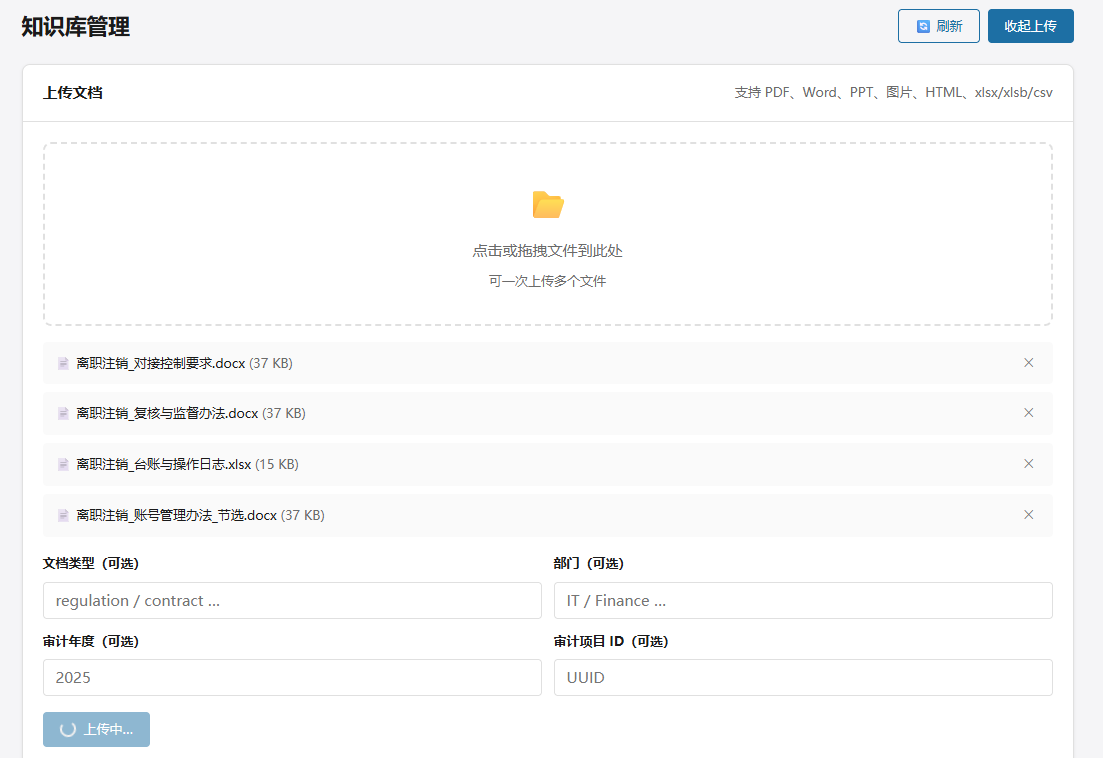 知识库管理
刷新 收起上传
上传文档 支持 PDF、Word、PPT、图片、HTML、xlsx/xlsb/csv
点击或拖拽文件到此处
可一次上传多个文件
离职注销_对接控制要求.docx (37 KB) ×
离职注销_复核与监督办法.docx (37 KB) ×
离职注销_台账与操作日志.xlsx (15 KB) ×
离职注销_账号管理办法_节选.docx (37 KB) ×
文档类型（可选） 部门（可选）
regulation / contract ... IT / Finance ...
审计年度（可选） 审计项目 ID（可选）
2025 UUID
上传中...